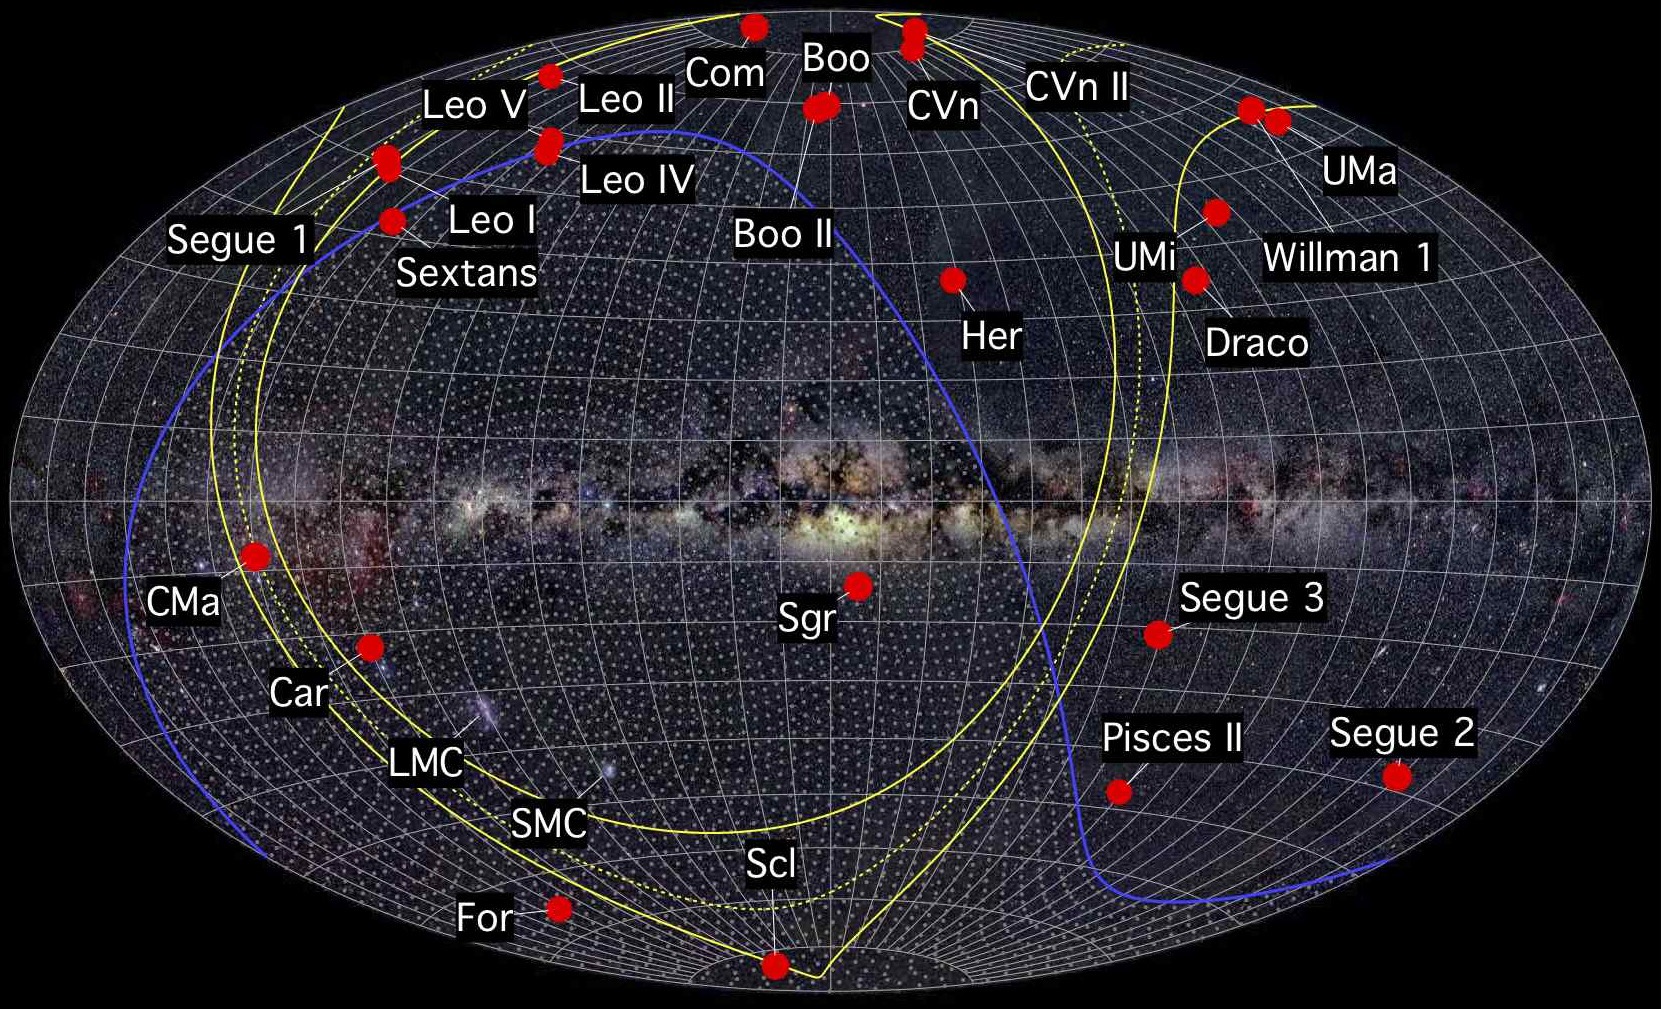 Boo
Com
CVn II
Leo V
Leo II
CVn
UMa
Leo IV
Leo I
Segue 1
Boo II
UMi
Willman 1
Sextans
Her
Draco
CMa
Segue 3
Sgr
Car
Pisces II
Segue 2
LMC
SMC
Scl
For